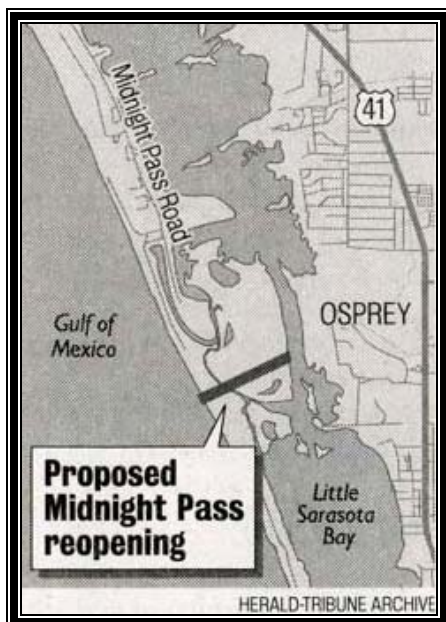 Midnight Pass Road
41
Gulf of
Mexico
OSPREY
Proposed
Midnight Pass
reopening
Little
Sarasota
Bay
HERALD-TRIBUNE ARCHIVE